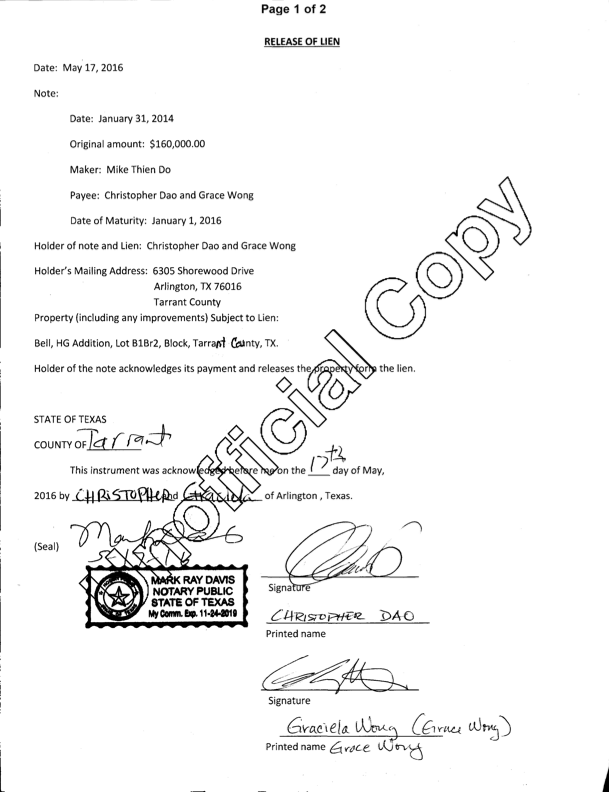 Page 1 of 2
RELEASE OF LIEN
Date: May 17, 2016
Note:
Date: January 31, 2014
Original amount: $160,000.00
Maker: Mike Thien Do
Payee: Christopher Dao and Grace Wong
Date of Maturity: January 1, 2016
Holder of note and Lien: Christopher Dao and Grace Wong
Holder's Mailing Address: 6305 Shorewood Drive
Arlington, TX 76016
Tarrant County
Property (including any improvements) Subject to Lien:
Bell, HG Addition, Lot B1Br2, Block, Tarrant County, TX.
Holder of the note acknowledges its payment and releases the property form the lien.
STATE OF TEXAS
COUNTY OF Tarrant
This instrument was acknowledged before me on the 17th day of May,
2016 by CHRISTOPHER d Graciela of Arlington , Texas.
(Seal)
MARK RAY DAVIS
NOTARY PUBLIC
STATE OF TEXAS
My Comm. Exp. 11-24-2019
Signature
CHRISTOPHER DAO
Printed name
Signature
Graciela Wong (Grace Wong)
Printed name Grace Wong
Unofficial Copy